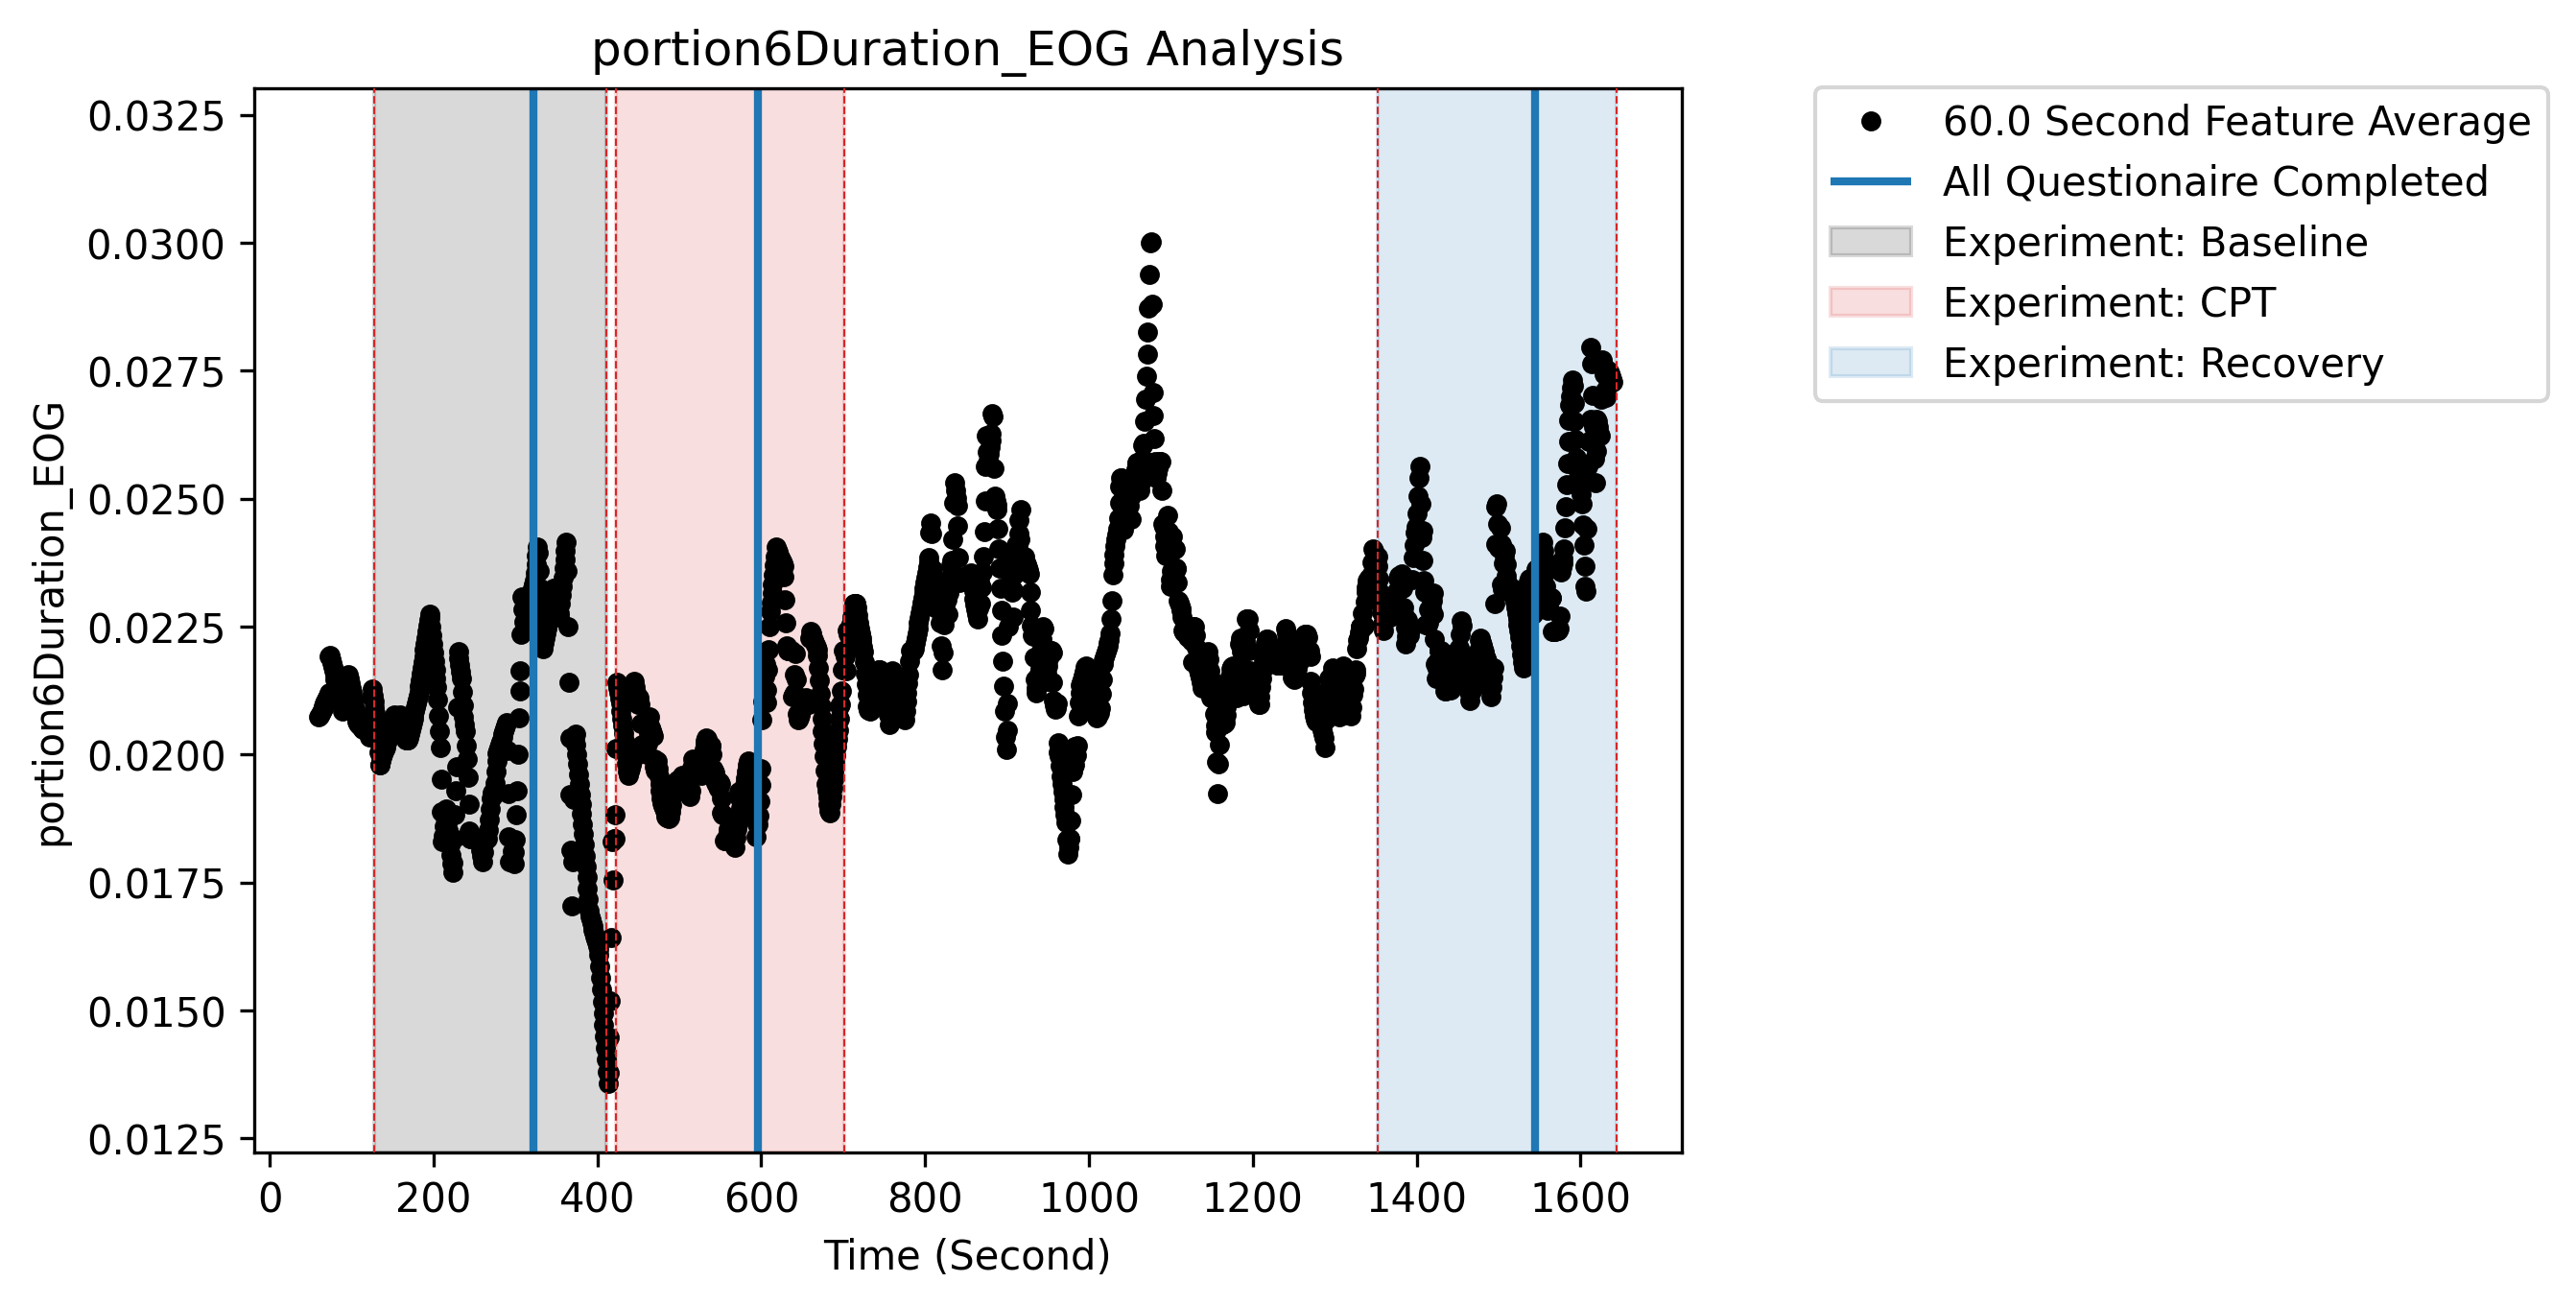 portion6Duration_EOG Analysis
portion6Duration_EOG
0.0325
0.0300
0.0275
0.0250
0.0225
0.0200
0.0175
0.0150
0.0125
0 200 400 600 800 1000 1200 1400 1600
Time (Second)
60.0 Second Feature Average
All Questionaire Completed
Experiment: Baseline
Experiment: CPT
Experiment: Recovery